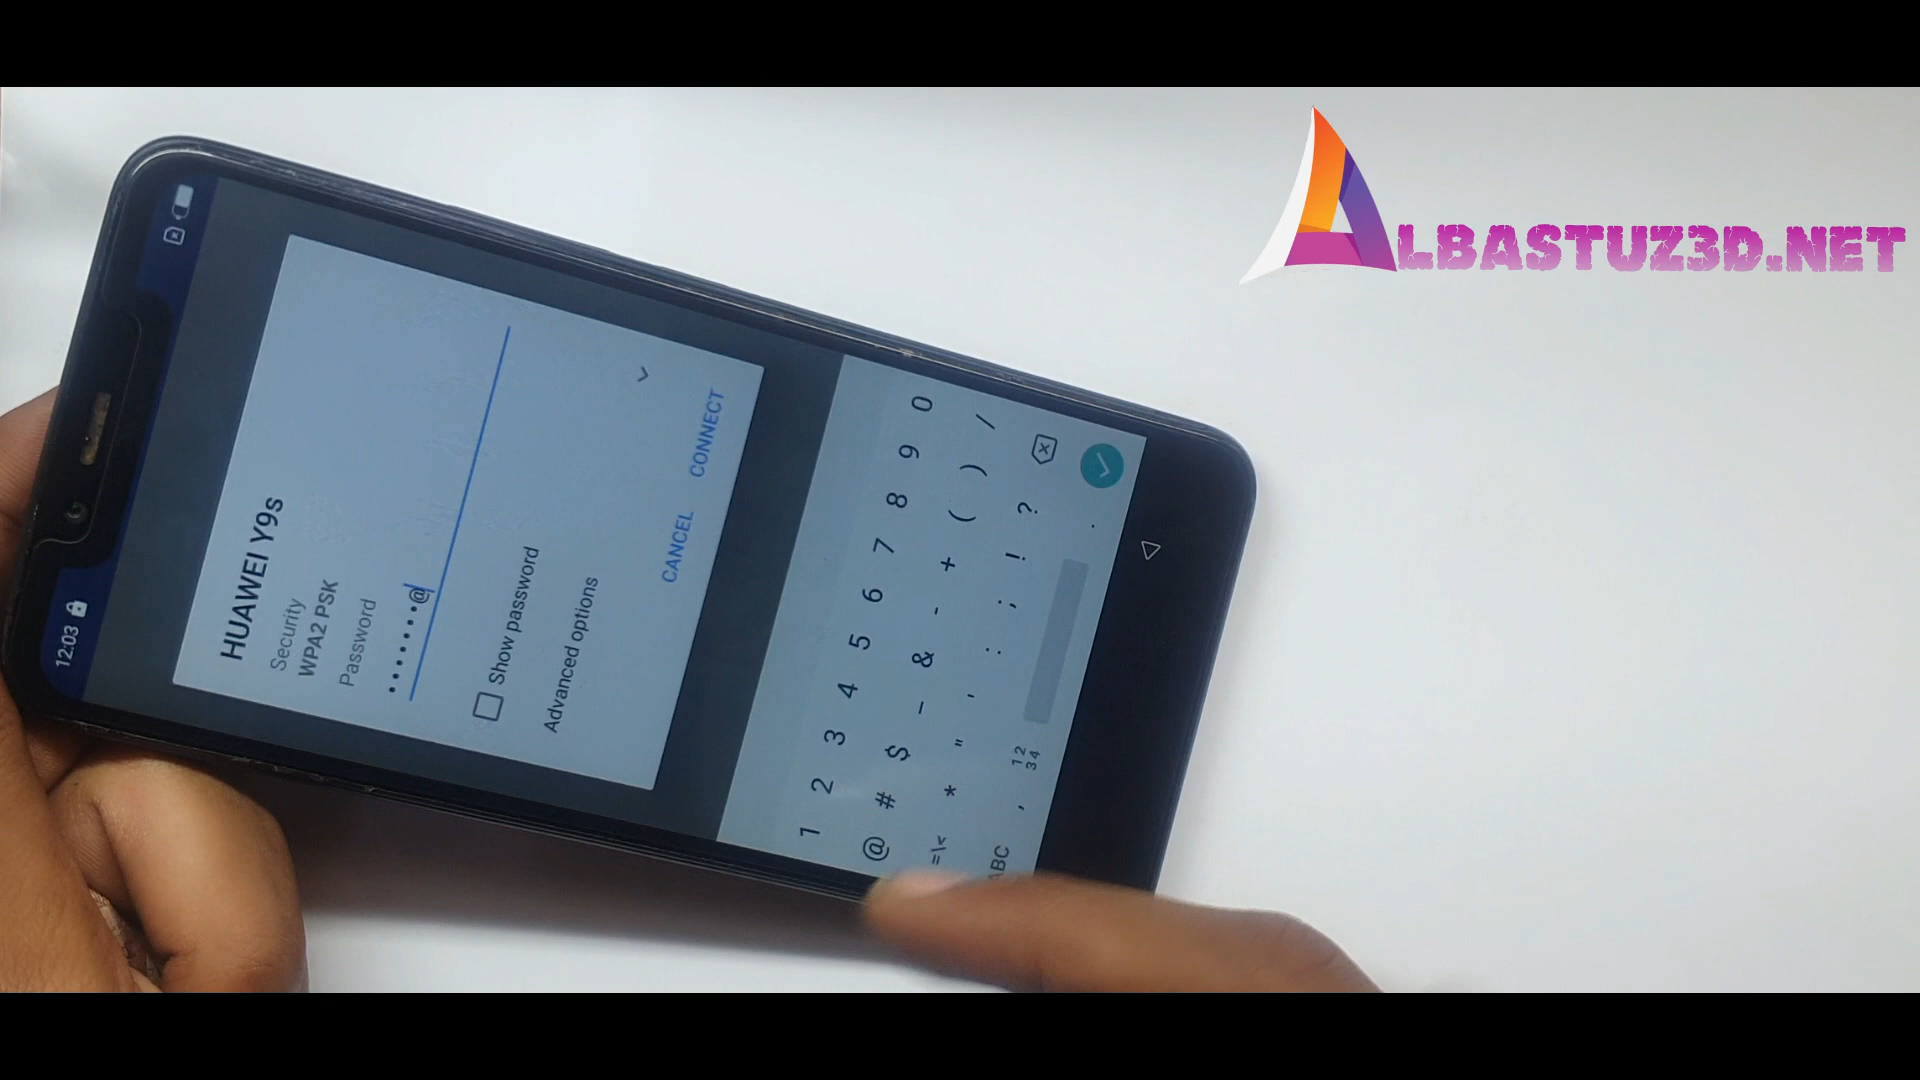 12:03
HUAWEI Y9s
Security
WPA2 PSK
Password
•••••••@
Show password
Advanced options
CANCEL CONNECT
1 2 3 4 5 6 7 8 9 0
@ # $ – & - + ( ) /
=\< * " ' : ; ! ?
ABC , 12 34 .
ALBASTUZ3D.NET